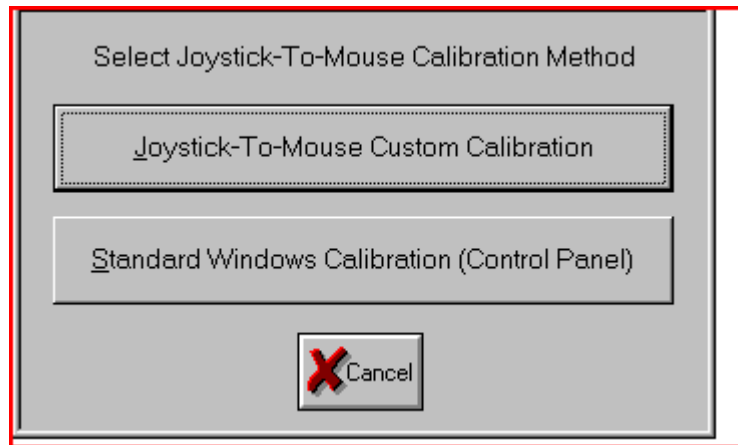 Select Joystick-To-Mouse Calibration Method
Joystick-To-Mouse Custom Calibration
Standard Windows Calibration (Control Panel)
Cancel